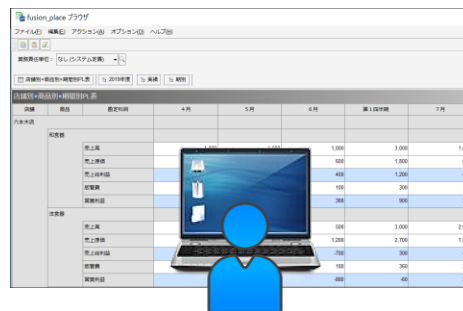 fusion_place ブラウザ
ファイル(F) 編集(E) アクション(A) オプション(O) ヘルプ(H)
業務責任単位: なし(システム定義)
店舗別×商品別×期間別PL表 2015年度 実績 期別
店舗別×商品別×期間別PL表
店舗 商品 勘定科目 4月 5月 6月 第1四半期 7月
六本木店
和食器
売上高 1,000 3,000
売上原価 600 1,800
売上総利益 400 1,200
販管費 100 300
営業利益 300 900
洋食器
売上高 500 3,000
売上原価 1,200 2,700
売上総利益 -700 300
販管費 100 360
営業利益 -800 -60